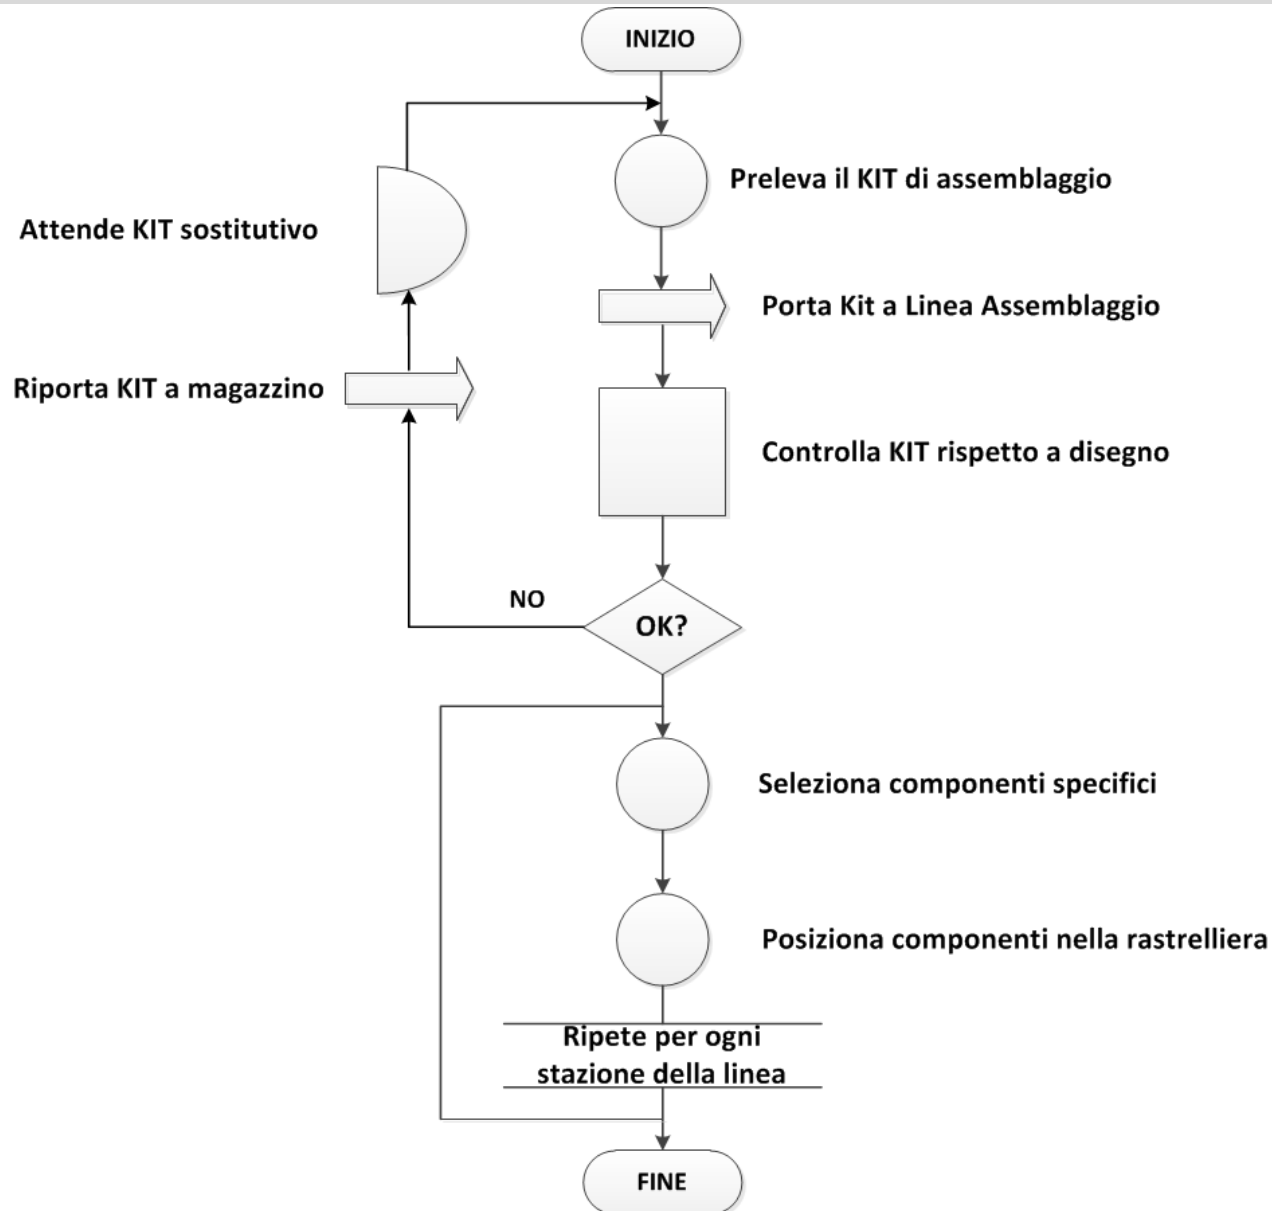 INIZIO
Preleva il KIT di assemblaggio
Attende KIT sostitutivo
Porta Kit a Linea Assemblaggio
Riporta KIT a magazzino
Controlla KIT rispetto a disegno
NO
OK?
Seleziona componenti specifici
Posiziona componenti nella rastrelliera
Ripete per ogni
stazione della linea
FINE